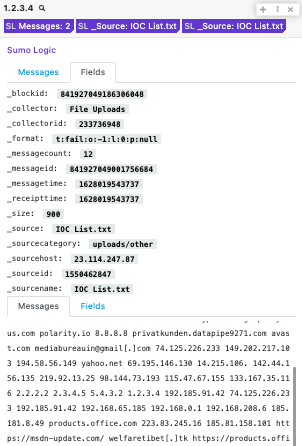 1.2.3.4
SL Messages: 2 SL _Source: IOC List.txt SL _Source: IOC List.txt
Sumo Logic
Messages Fields
_blockid: 841927049186306048
_collector: File Uploads
_collectorid: 233736948
_format: t:fail:o:-1:l:0:p:null
_messagecount: 12
_messageid: 841927049001756684
_messagetime: 1628019543737
_receipttime: 1628019543737
_size: 900
_source: IOC List.txt
_sourcecategory: uploads/other
_sourcehost: 23.114.247.87
_sourceid: 1550462847
_sourcename: IOC List.txt
Messages Fields
us.com polarity.io 8.8.8.8 privatkunden.datapipe9271.com avas
t.com mediabureauin@gmail[.]com 74.125.226.233 149.202.217.10
3 194.58.56.149 yahoo.net 69.195.146.130 14.215.106. 142.44.1
56.135 219.92.13.25 98.144.73.193 115.47.67.155 133.167.35.11
6 2.2.2.2 2.3.4.5 5.4.3.2 1.2.3.4 192.185.91.42 74.125.226.23
3 192.185.91.42 192.168.65.185 192.168.0.1 192.168.208.6 185.
181.8.49 products.office.com 223.83.245.16 185.81.158.101 htt
ps://msdn-update.com/ welfaretibet[.]tk https://products.offi